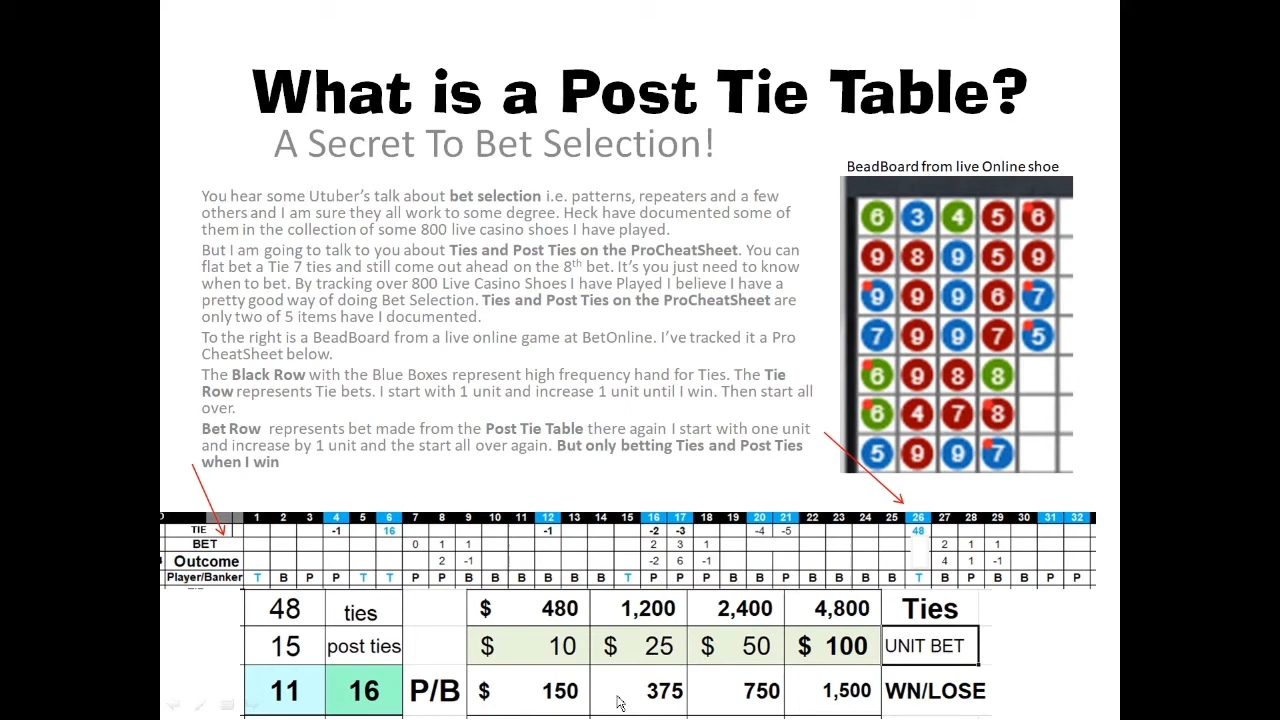 What is a Post Tie Table?
A Secret To Bet Selection!
BeadBoard from live Online shoe
You hear some Utuber's talk about bet selection i.e. patterns, repeaters and a few
others and I am sure they all work to some degree. Heck have documented some of
them in the collection of some 800 live casino shoes I have played.
But I am going to talk to you about Ties and Post Ties on the ProCheatSheet. You can
flat bet a Tie 7 ties and still come out ahead on the 8th bet. It's you just need to know
when to bet. By tracking over 800 Live Casino Shoes I have Played I believe I have a
pretty good way of doing Bet Selection. Ties and Post Ties on the ProCheatSheet are
only two of 5 items have I documented.
To the right is a BeadBoard from a live online game at BetOnline. I've tracked it a Pro
CheatSheet below.
The Black Row with the Blue Boxes represent high frequency hand for Ties. The Tie
Row represents Tie bets. I start with 1 unit and increase 1 unit until I win. Then start all
over.
Bet Row represents bet made from the Post Tie Table there again I start with one unit
and increase by 1 unit and the start all over again. But only betting Ties and Post Ties
when I win
6 3 4 5 6
9 8 9 5 9
9 9 9 6 7
7 9 9 7 5
6 9 8 8
6 4 7 8
5 9 9 7
1 2 3 4 5 6 7 8 9 10 11 12 13 14 15 16 17 18 19 20 21 22 23 24 25 26 27 28 29 30 31 32
TIE -1 16 -1 -2 -3 -4 -5 48
BET 0 1 1 2 3 1 2 1 1
Outcome 2 -1 -2 6 -1 4 1 -1
Player/Banker T B P P T T P P B B B B B B T P P P B B B B B B B T P B B P B P
48 ties $ 480 1,200 2,400 4,800 Ties
15 post ties $ 10 $ 25 $ 50 $ 100 UNIT BET
11 16 P/B $ 150 375 750 1,500 WN/LOSE